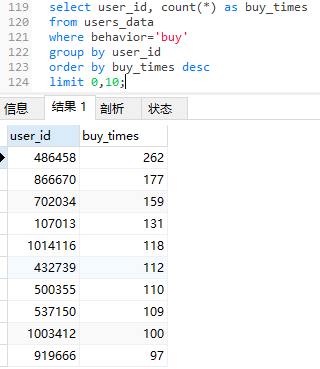 119 select user_id, count(*) as buy_times
120 from users_data
121 where behavior='buy'
122 group by user_id
123 order by buy_times desc
124 limit 0,10;
信息 结果 1 剖析 状态
user_id buy_times
486458 262
866670 177
702034 159
107013 131
1014116 118
432739 112
500355 110
537150 109
1003412 100
919666 97